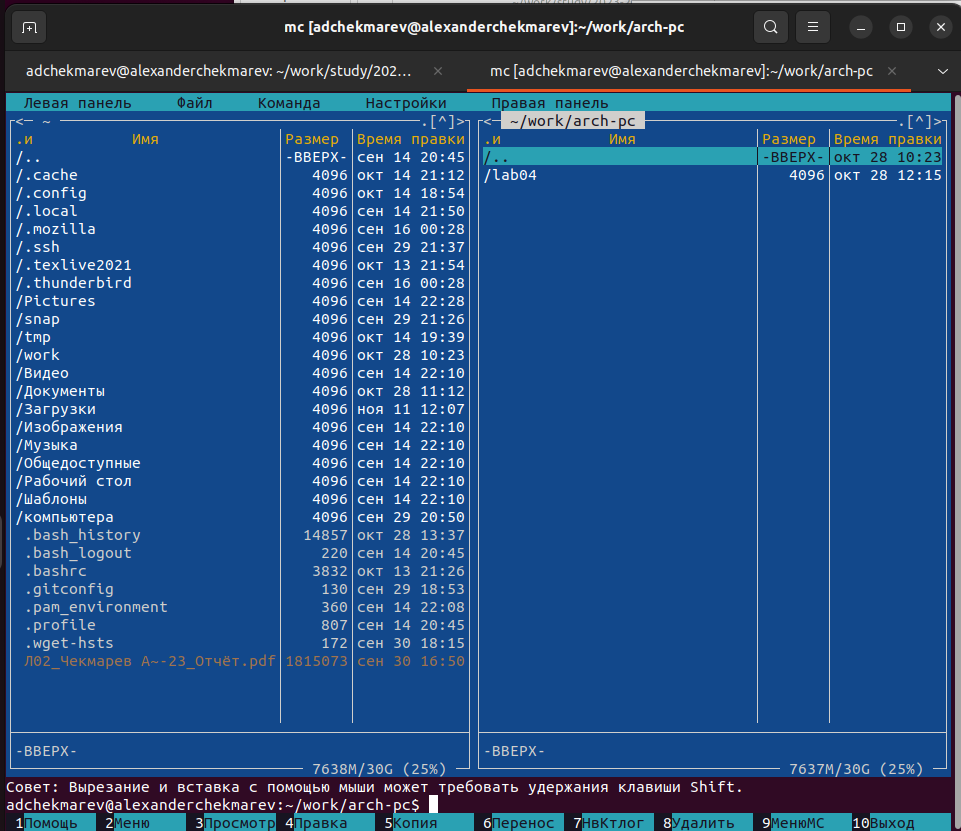 mc [adchekmarev@alexanderchekmarev]:~/work/arch-pc
adchekmarev@alexanderchekmarev: ~/work/study/202...
mc [adchekmarev@alexanderchekmarev]:~/work/arch-pc
Левая панель Файл Команда Настройки Правая панель
<- ~ .[^]> <- ~/work/arch-pc .[^]>
.и Имя Размер Время правки .и Имя Размер Время правки
/.. -ВВЕРХ- сен 14 20:45 /.. -ВВЕРХ- окт 28 10:23
/.cache 4096 окт 14 21:12 /lab04 4096 окт 28 12:15
/.config 4096 окт 14 18:54
/.local 4096 сен 14 21:50
/.mozilla 4096 сен 16 00:28
/.ssh 4096 сен 29 21:37
/.texlive2021 4096 окт 13 21:54
/.thunderbird 4096 сен 16 00:28
/Pictures 4096 сен 14 22:28
/snap 4096 сен 29 21:26
/tmp 4096 окт 14 19:39
/work 4096 окт 28 10:23
/Видео 4096 сен 14 22:10
/Документы 4096 окт 28 11:12
/Загрузки 4096 ноя 11 12:07
/Изображения 4096 сен 14 22:10
/Музыка 4096 сен 14 22:10
/Общедоступные 4096 сен 14 22:10
/Рабочий стол 4096 сен 14 22:10
/Шаблоны 4096 сен 14 22:10
/компьютера 4096 сен 29 20:50
.bash_history 14857 окт 28 13:37
.bash_logout 220 сен 14 20:45
.bashrc 3832 окт 13 21:26
.gitconfig 130 сен 29 18:53
.pam_environment 360 сен 14 22:08
.profile 807 сен 14 20:45
.wget-hsts 172 сен 30 18:15
Л02_Чекмарев А~-23_Отчёт.pdf 1815073 сен 30 16:50
-ВВЕРХ- -ВВЕРХ-
7638M/30G (25%) 7637M/30G (25%)
Совет: Вырезание и вставка с помощью мыши может требовать удержания клавиши Shift.
adchekmarev@alexanderchekmarev:~/work/arch-pc$
1Помощь 2Меню 3Просмотр 4Правка 5Копия 6Перенос 7НвКтлог 8Удалить 9МенюMC 10Выход